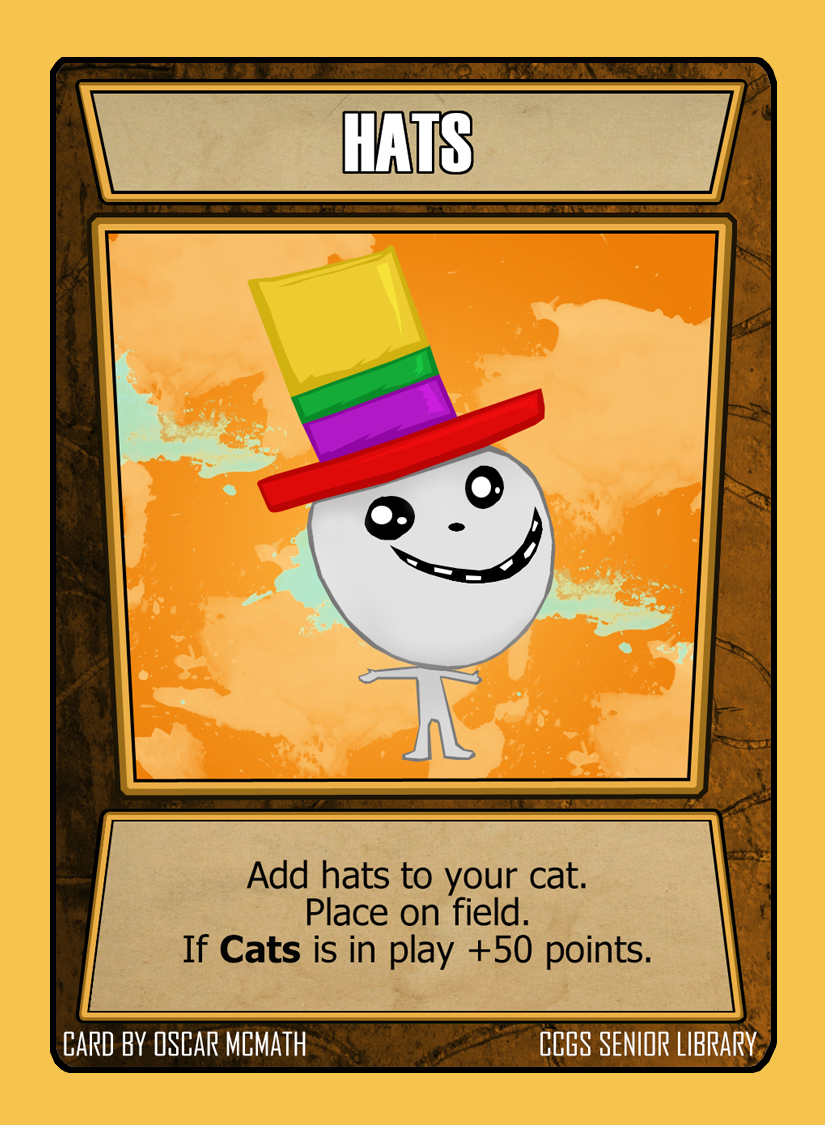 HATS
Add hats to your cat.
Place on field.
If Cats is in play +50 points.
CARD BY OSCAR MCMATH
CCGS SENIOR LIBRARY